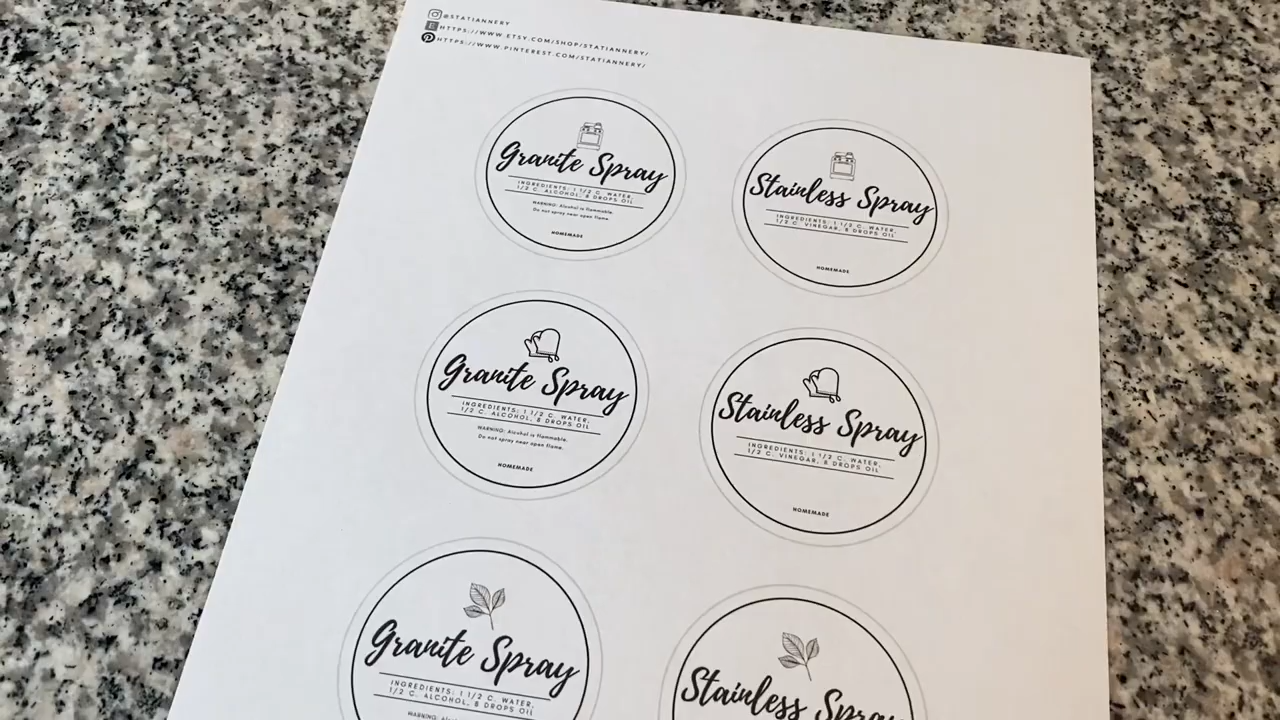 @STATIANNERY
HTTPS://WWW.ETSY.COM/SHOP/STATIANNERY/
HTTPS://WWW.PINTEREST.COM/STATIANNERY/
Granite Spray
INGREDIENTS: 1 1/2 C. WATER,
1/2 C. ALCOHOL, 8 DROPS OIL
WARNING: Alcohol is flammable.
Do not spray near open flame.
HOMEMADE
Stainless Spray
INGREDIENTS: 1 1/2 C. WATER,
1/2 C. VINEGAR, 8 DROPS OIL
HOMEMADE
Granite Spray
INGREDIENTS: 1 1/2 C. WATER,
1/2 C. ALCOHOL, 8 DROPS OIL
WARNING: Alcohol is flammable.
Do not spray near open flame.
HOMEMADE
Stainless Spray
INGREDIENTS: 1 1/2 C. WATER,
1/2 C. VINEGAR, 8 DROPS OIL
HOMEMADE
Granite Spray
INGREDIENTS: 1 1/2 C. WATER,
1/2 C. ALCOHOL, 8 DROPS OIL
WARNING:
Stainless Spray